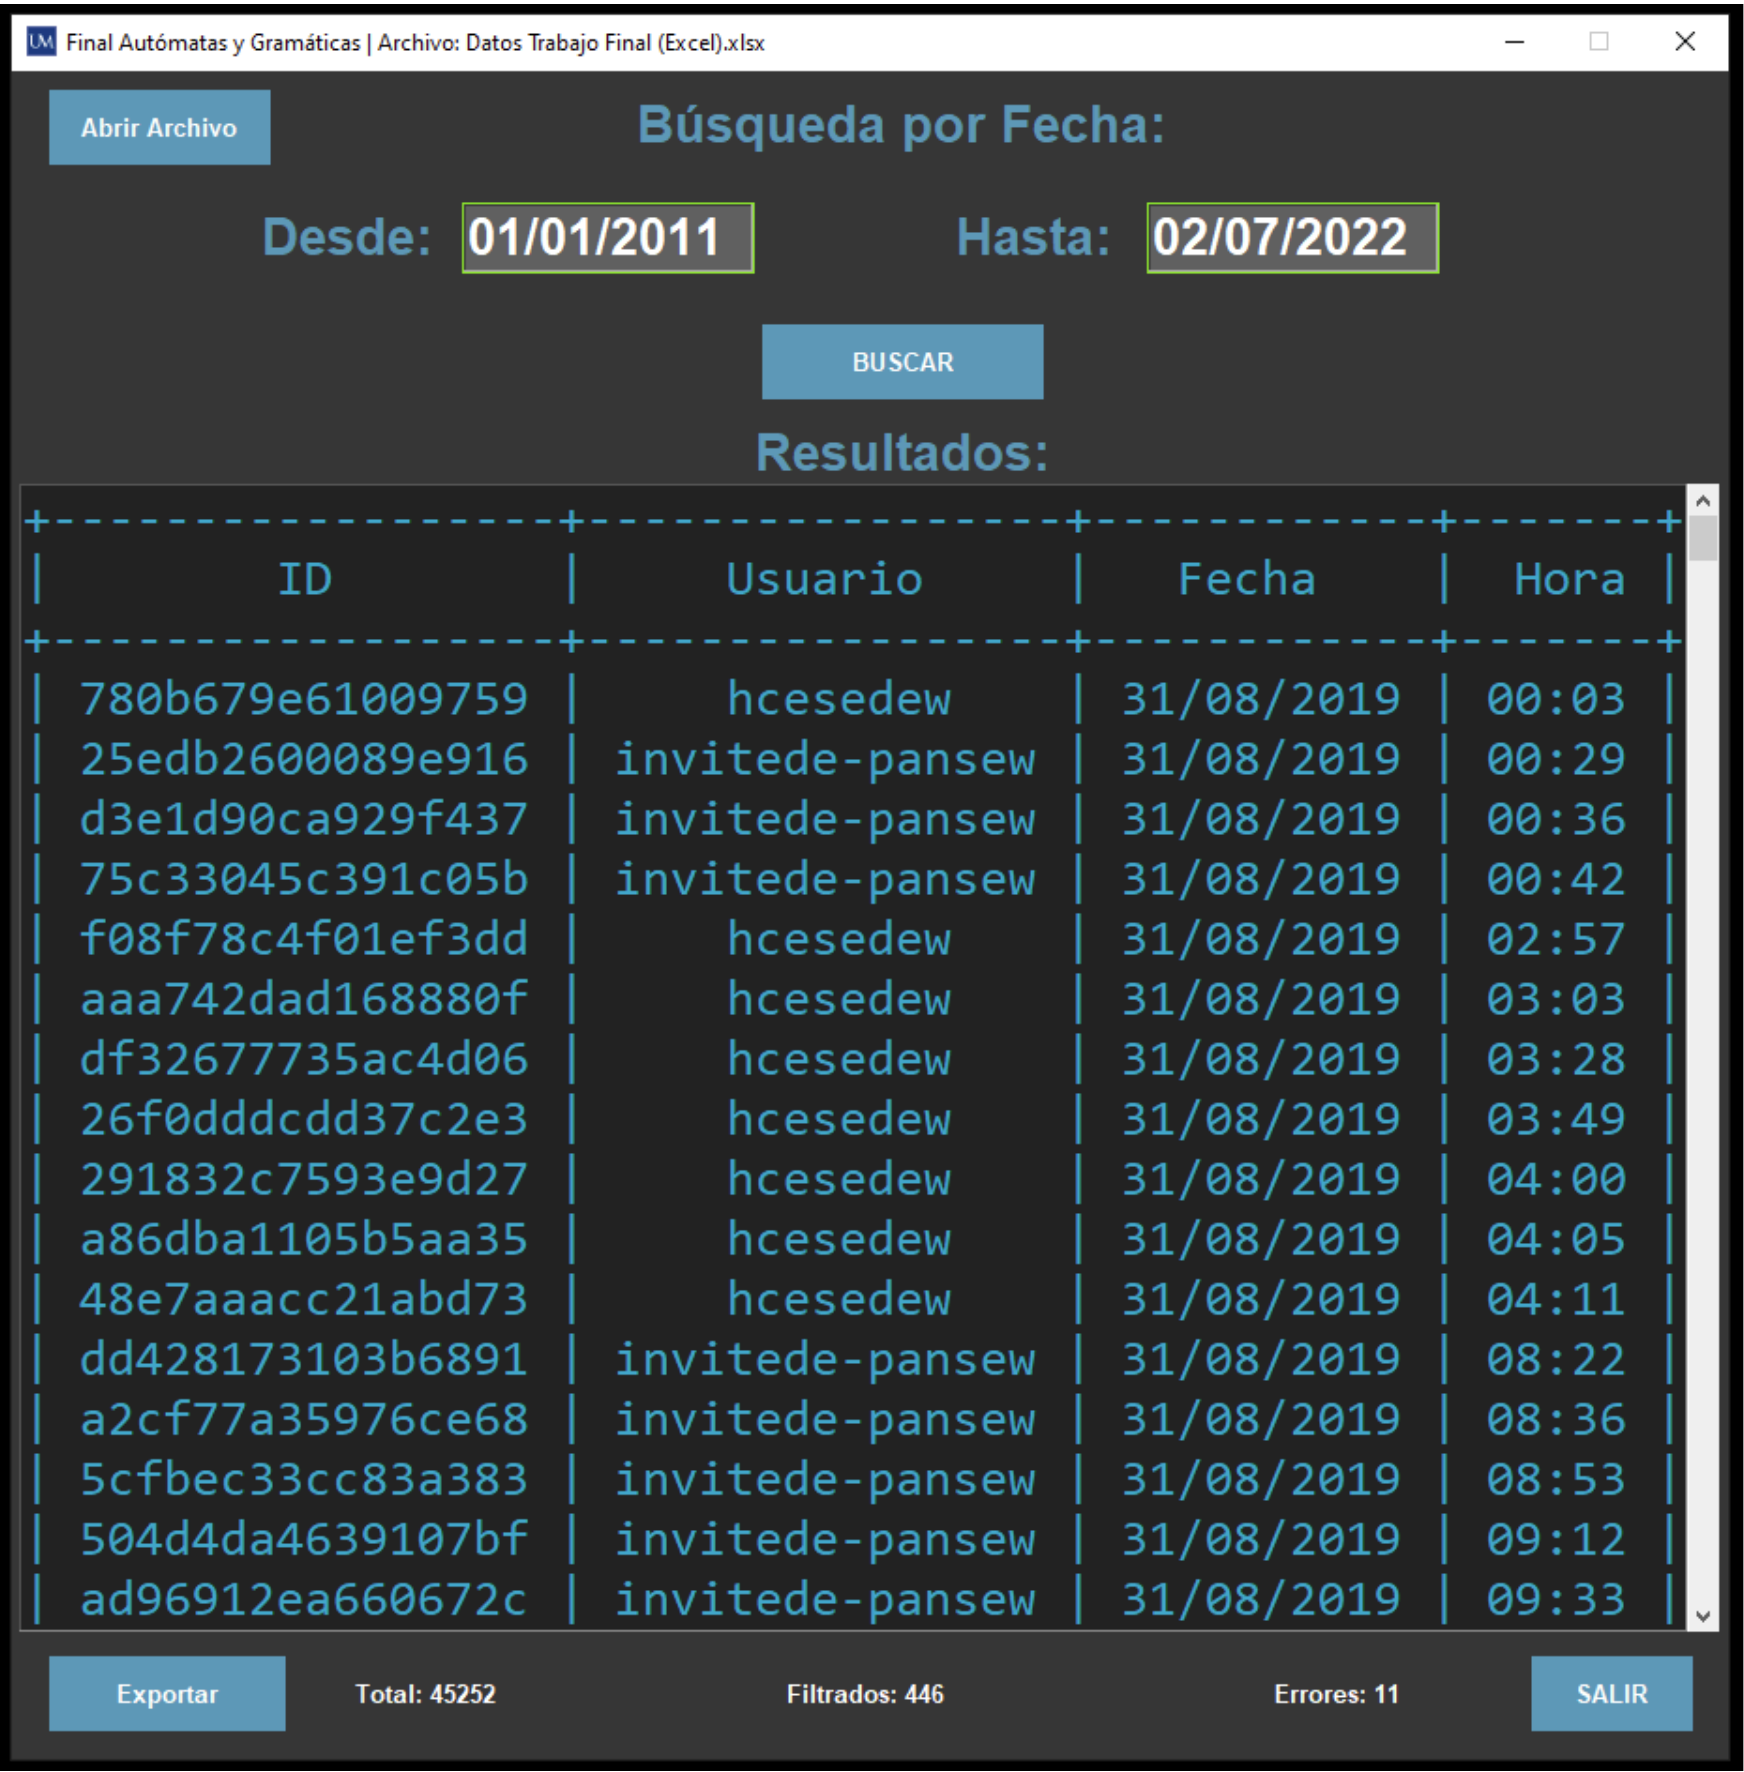 UM Final Autómatas y Gramáticas | Archivo: Datos Trabajo Final (Excel).xlsx
Abrir Archivo
Búsqueda por Fecha:
Desde: 01/01/2011 Hasta: 02/07/2022
BUSCAR
Resultados:
+------------------+-----------------+-------------+-------+
| ID | Usuario | Fecha | Hora |
+------------------+-----------------+-------------+-------+
| 780b679e61009759 | hcesedew | 31/08/2019 | 00:03 |
| 25edb2600089e916 | invitede-pansew | 31/08/2019 | 00:29 |
| d3e1d90ca929f437 | invitede-pansew | 31/08/2019 | 00:36 |
| 75c33045c391c05b | invitede-pansew | 31/08/2019 | 00:42 |
| f08f78c4f01ef3dd | hcesedew | 31/08/2019 | 02:57 |
| aaa742dad168880f | hcesedew | 31/08/2019 | 03:03 |
| df32677735ac4d06 | hcesedew | 31/08/2019 | 03:28 |
| 26f0dddcdd37c2e3 | hcesedew | 31/08/2019 | 03:49 |
| 291832c7593e9d27 | hcesedew | 31/08/2019 | 04:00 |
| a86dba1105b5aa35 | hcesedew | 31/08/2019 | 04:05 |
| 48e7aaacc21abd73 | hcesedew | 31/08/2019 | 04:11 |
| dd428173103b6891 | invitede-pansew | 31/08/2019 | 08:22 |
| a2cf77a35976ce68 | invitede-pansew | 31/08/2019 | 08:36 |
| 5cfbec33cc83a383 | invitede-pansew | 31/08/2019 | 08:53 |
| 504d4da4639107bf | invitede-pansew | 31/08/2019 | 09:12 |
| ad96912ea660672c | invitede-pansew | 31/08/2019 | 09:33 |
Exportar Total: 45252 Filtrados: 446 Errores: 11 SALIR